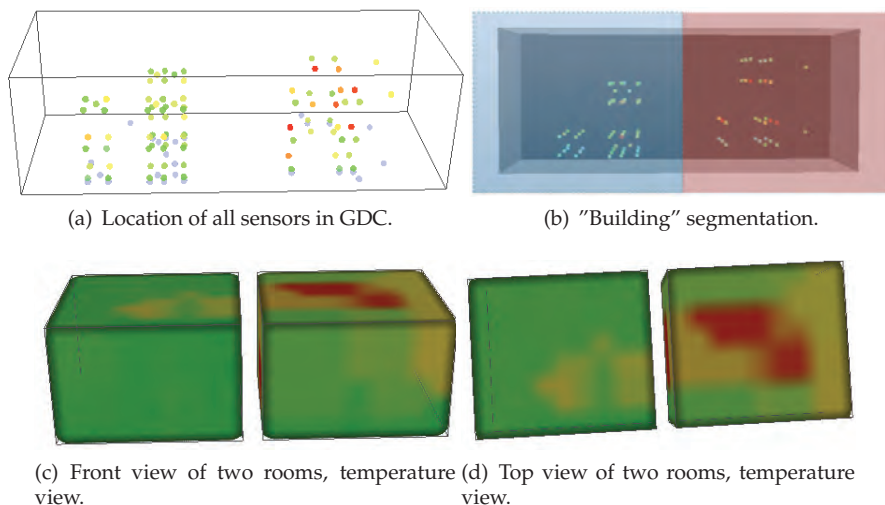 (a) Location of all sensors in GDC.
(b) ”Building” segmentation.
(c) Front view of two rooms, temperature view.
(d) Top view of two rooms, temperature view.